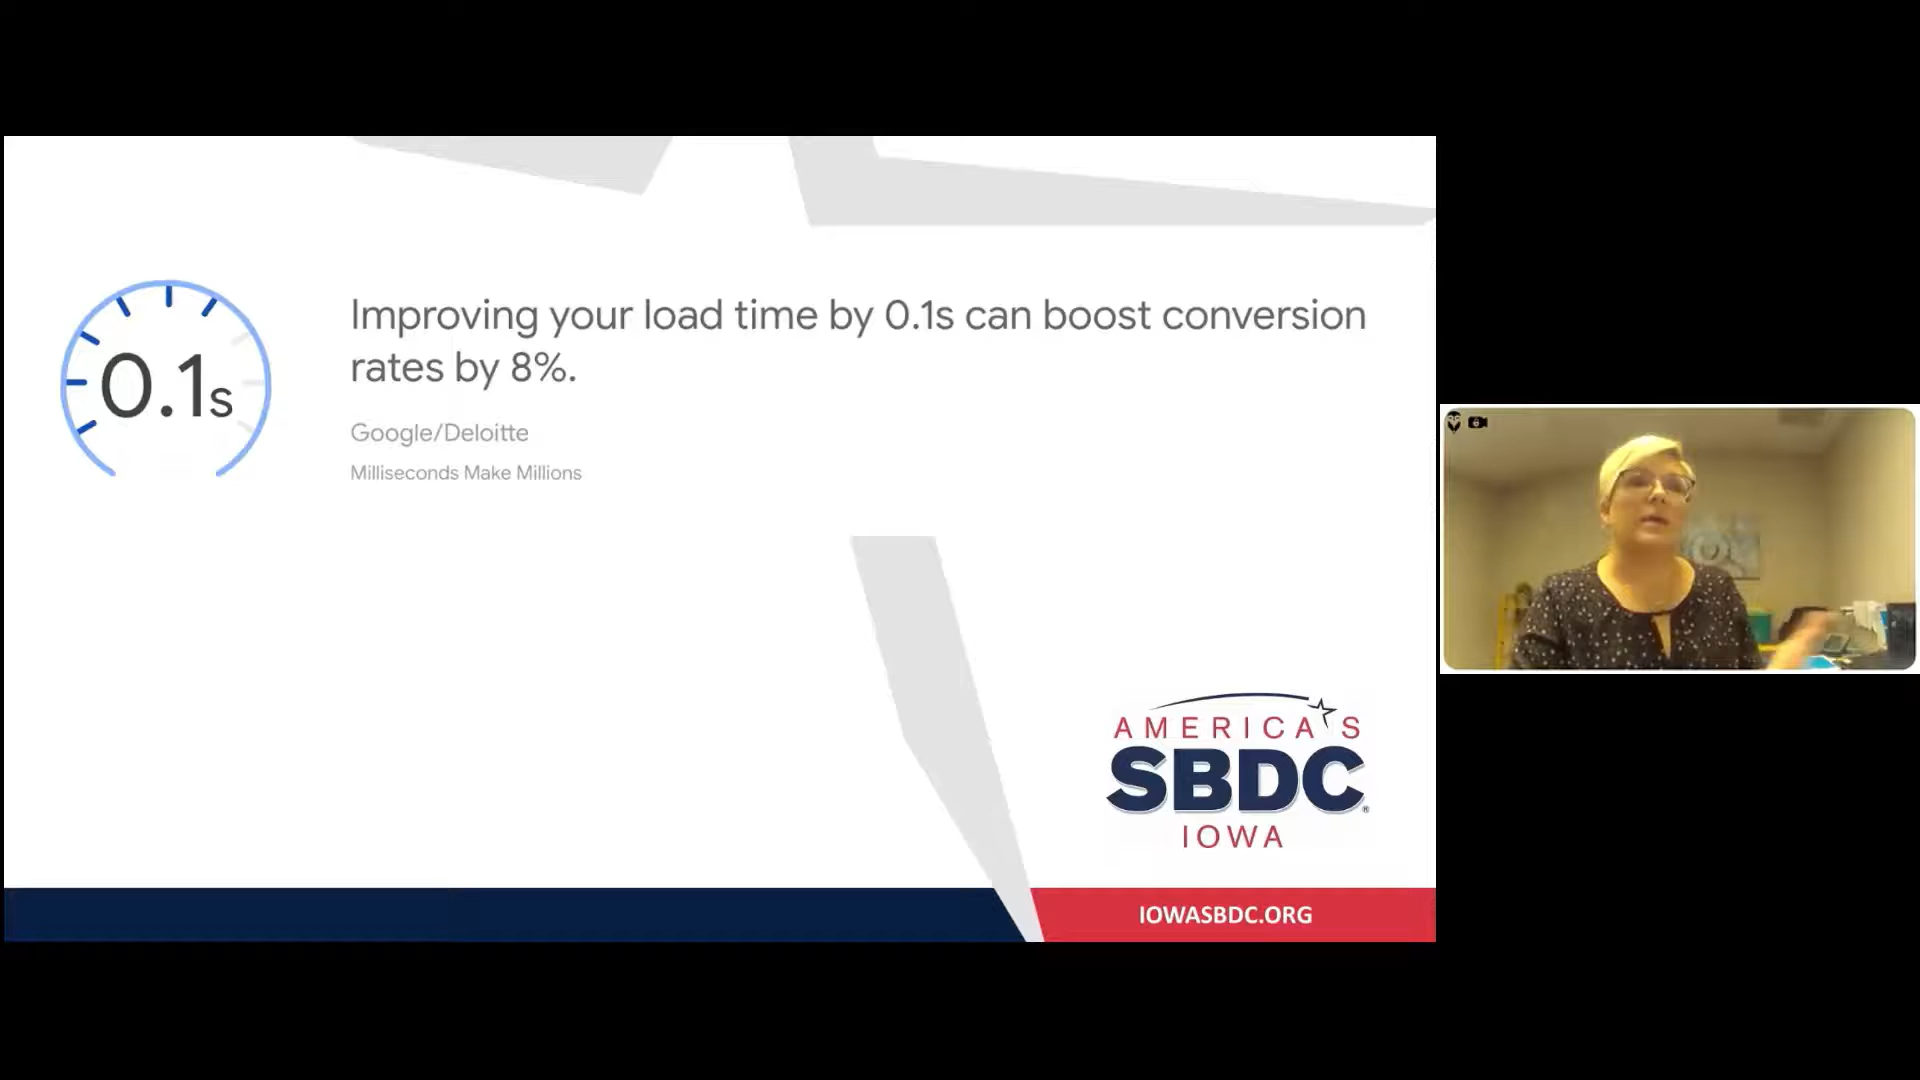 0.1s
Improving your load time by 0.1s can boost conversion
rates by 8%.
Google/Deloitte
Milliseconds Make Millions
AMERICA'S
SBDC®
IOWA
IOWASBDC.ORG